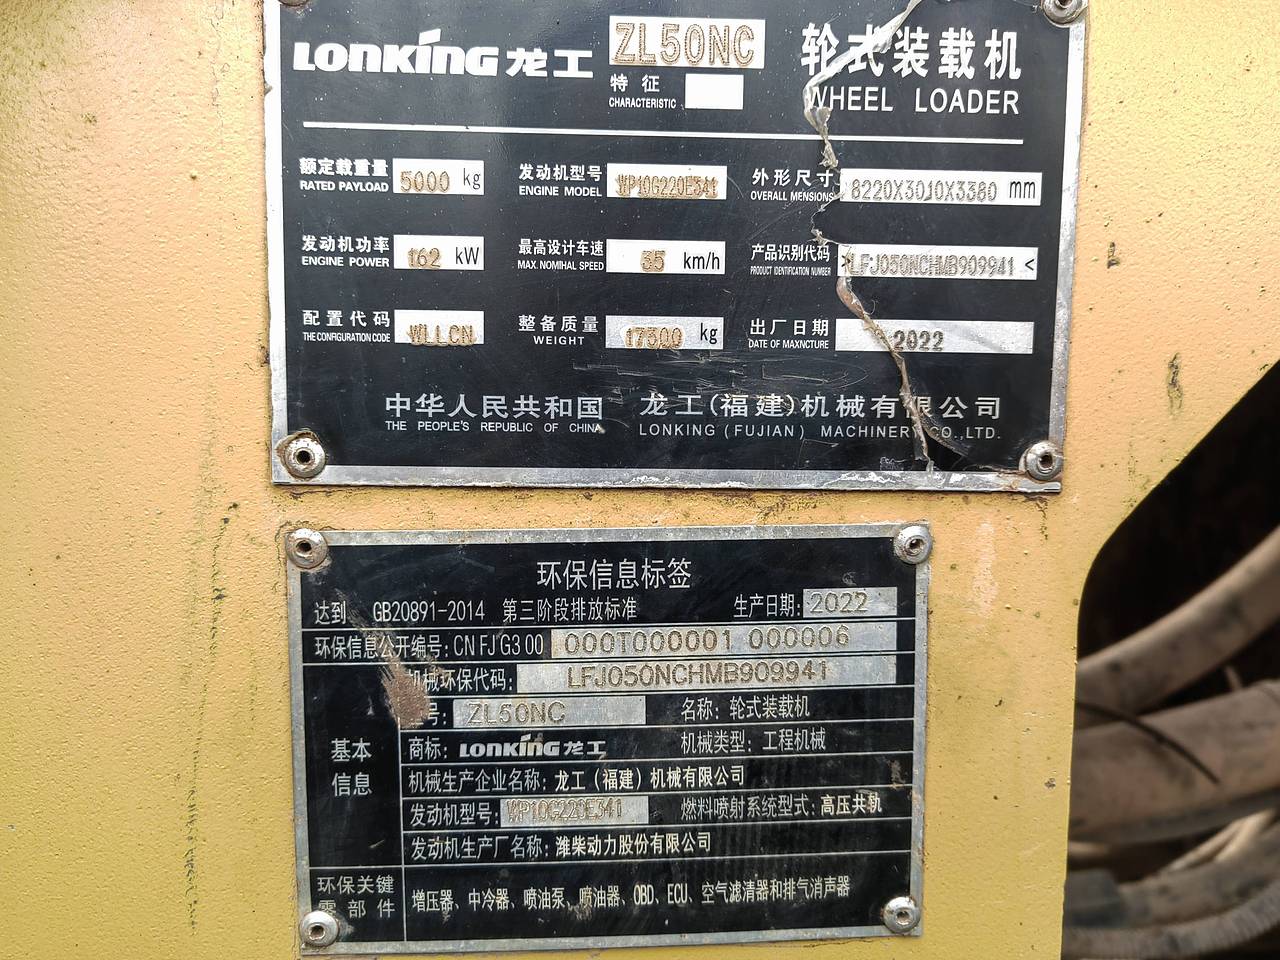 LONKING 龙工 ZL50NC 轮式装载机
特征
CHARACTERISTIC
WHEEL LOADER
额定载重量 5000 kg 发动机型号 WP10G220E341 外形尺寸 8220X3010X3360 mm
RATED PAYLOAD ENGINE MODEL OVERALL MENSIONS
发动机功率 162 kW 最高设计车速 35 km/h 产品识别代码 >LFJ050NCHMB909941<
ENGINE POWER MAX. NOMIHAL SPEED PRODUCT IDENTIFICATION NUMBER
配置代码 WLLCN 整备质量 17500 kg 出厂日期 2022
THE CONFIGURATION CODE WEIGHT DATE OF MAXNCTURE
中华人民共和国 龙工(福建)机械有限公司
THE PEOPLE'S REPUBLIC OF CHINA LONKING (FUJIAN) MACHINERY CO.,LTD.
环保信息标签
达到 GB20891-2014 第三阶段排放标准 生产日期: 2022
环保信息公开编号: CN FJ G3 00 000T000001 000006
机械环保代码: LFJ050NCHMB909941
号: ZL50NC 名称: 轮式装载机
基本信息
商标: LONKING 龙工 机械类型: 工程机械
机械生产企业名称: 龙工(福建)机械有限公司
发动机型号: WP10G220E341 燃料喷射系统型式: 高压共轨
发动机生产厂名称: 潍柴动力股份有限公司
环保关键零部件 增压器、中冷器、喷油泵、喷油器、OBD、ECU、空气滤清器和排气消声器